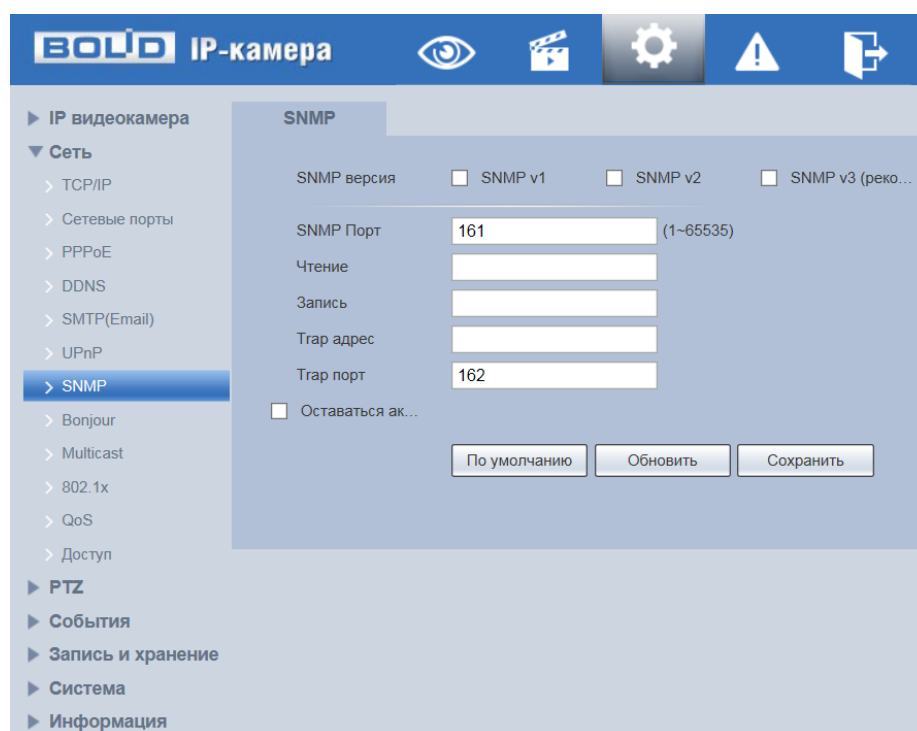 BOLID IP-камера
IP видеокамера
Сеть
TCP/IP
Сетевые порты
PPPoE
DDNS
SMTP(Email)
UPnP
SNMP
Bonjour
Multicast
802.1x
QoS
Доступ
PTZ
События
Запись и хранение
Система
Информация
SNMP
SNMP версия SNMP v1 SNMP v2 SNMP v3 (реко...
SNMP Порт 161 (1~65535)
Чтение
Запись
Trap адрес
Trap порт 162
Оставаться ак...
По умолчанию Обновить Сохранить